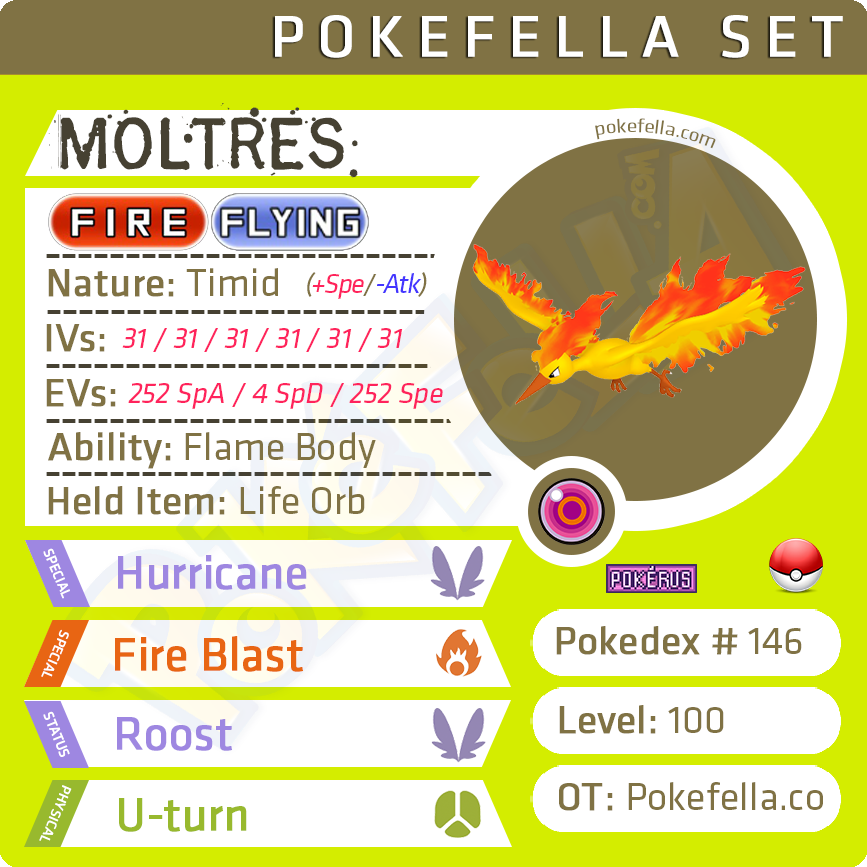 POKEFELLA SET
MOLTRES
pokefella.com
FIRE FLYING
Nature: Timid (+Spe/-Atk)
IVs: 31 / 31 / 31 / 31 / 31 / 31
EVs: 252 SpA / 4 SpD / 252 Spe
Ability: Flame Body
Held Item: Life Orb
SPECIAL Hurricane
SPECIAL Fire Blast
STATUS Roost
PHYSICAL U-turn
POKÉRUS
Pokedex # 146
Level: 100
OT: Pokefella.co
POKEFELLA.COM